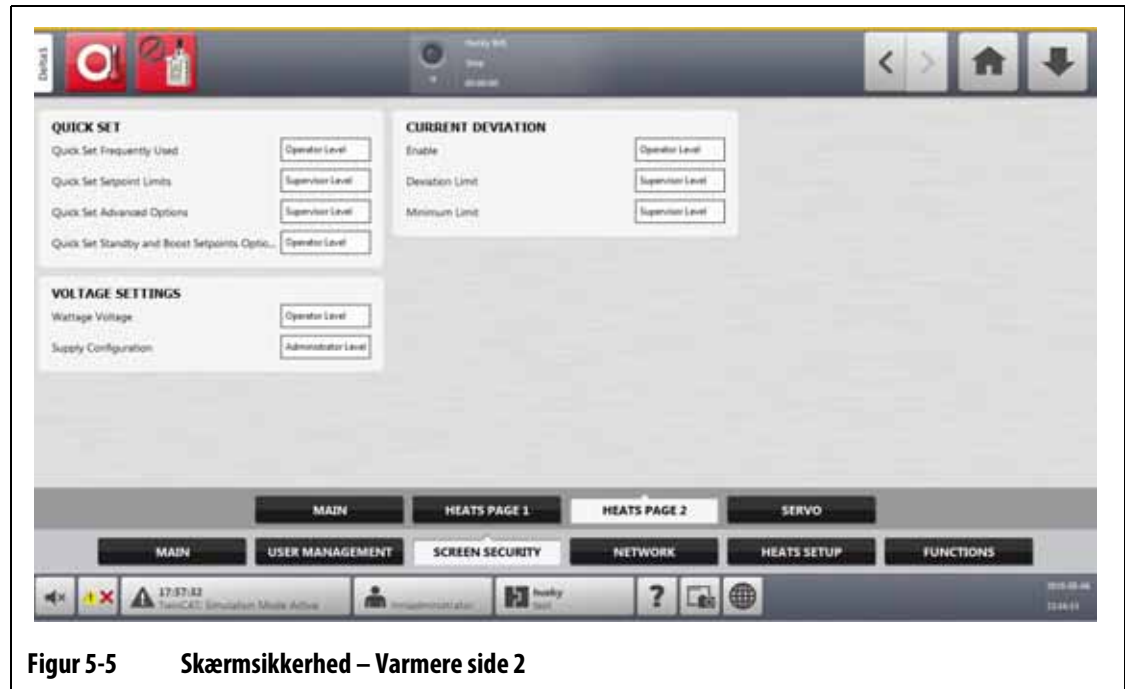 Delta3
QUICK SET
Quick Set Frequently Used Operator Level
Quick Set Setpoint Limits Supervisor Level
Quick Set Advanced Options Supervisor Level
Quick Set Standby and Boost Setpoints Optio... Operator Level
VOLTAGE SETTINGS
Wattage Voltage Operator Level
Supply Configuration Administrator Level
CURRENT DEVIATION
Enable Operator Level
Deviation Limit Supervisor Level
Minimum Limit Supervisor Level
MAIN HEATS PAGE 1 HEATS PAGE 2 SERVO
MAIN USER MANAGEMENT SCREEN SECURITY NETWORK HEATS SETUP FUNCTIONS
17:57:32
TwinCAT: Simulation Mode Active
husky
test
?
Figur 5-5 Skærmsikkerhed – Varmere side 2